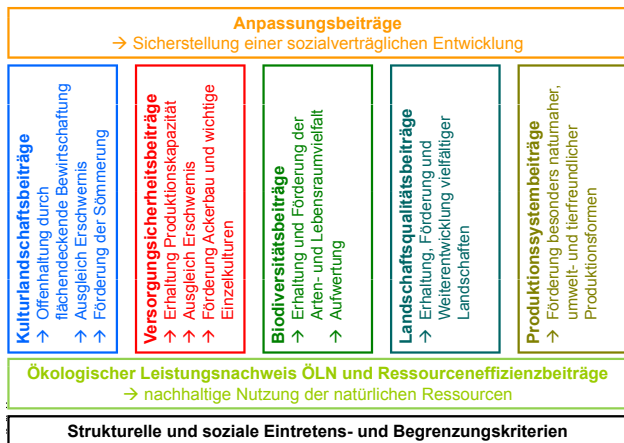 Anpassungsbeiträge
→ Sicherstellung einer sozialverträglichen Entwicklung
Kulturlandschaftsbeiträge
→ Offenhaltung durch
flächendeckende Bewirtschaftung
→ Ausgleich Erschwernis
→ Förderung der Sömmerung
Versorgungsicherheitsbeiträge
→ Erhaltung Produktionskapazität
→ Ausgleich Erschwernis
→ Förderung Ackerbau und wichtige
Einzelkulturen
Biodiversitätsbeiträge
→ Erhaltung und Förderung der
Arten- und Lebensraumvielfalt
→ Aufwertung
Landschaftsqualitätsbeiträge
→ Erhaltung, Förderung und
Weiterentwicklung vielfältiger
Landschaften
Produktionssystembeiträge
→ Förderung besonders naturnaher,
umwelt- und tierfreundlicher
Produktionsformen
Ökologischer Leistungsnachweis ÖLN und Ressourceneffizienzbeiträge
→ nachhaltige Nutzung der natürlichen Ressourcen
Strukturelle und soziale Eintretens- und Begrenzungskriterien